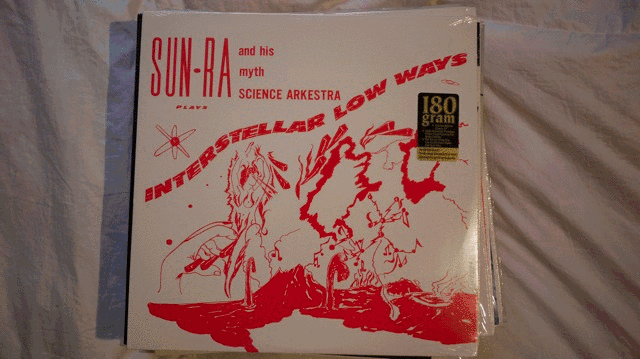 SUN-RA
and his
myth
SCIENCE ARKESTRA
PLAYS
INTERSTELLAR LOW WAYS
180
gram